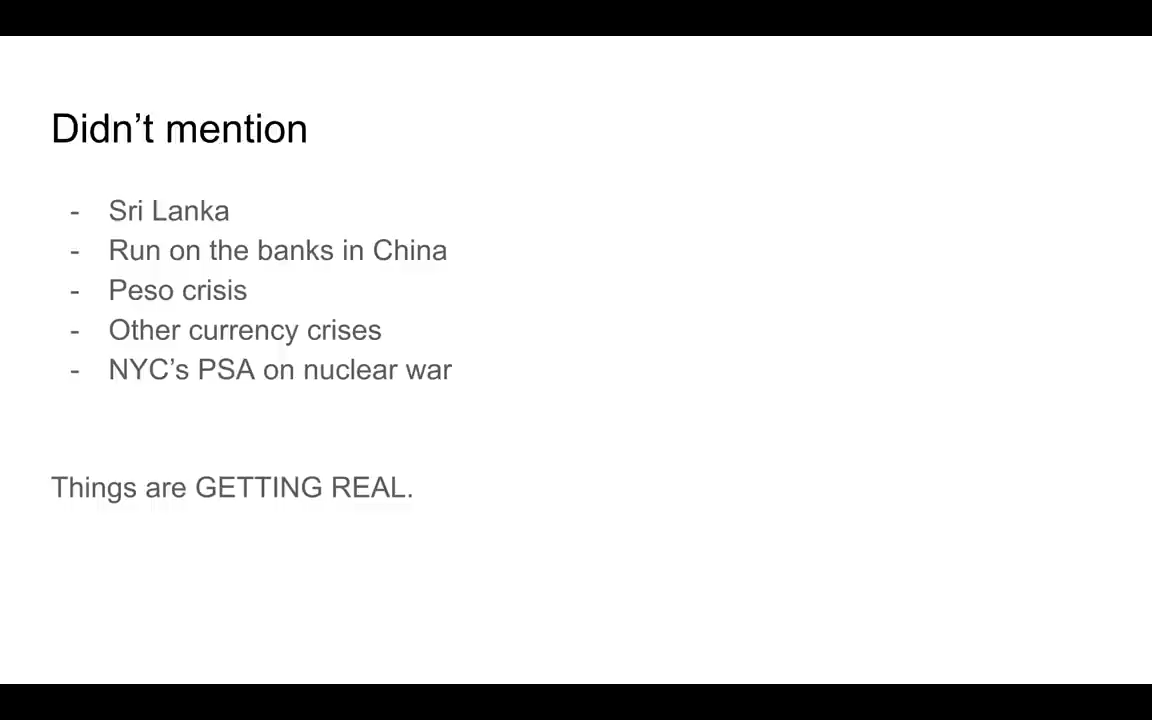 Didn’t mention
- Sri Lanka
- Run on the banks in China
- Peso crisis
- Other currency crises
- NYC’s PSA on nuclear war
Things are GETTING REAL.